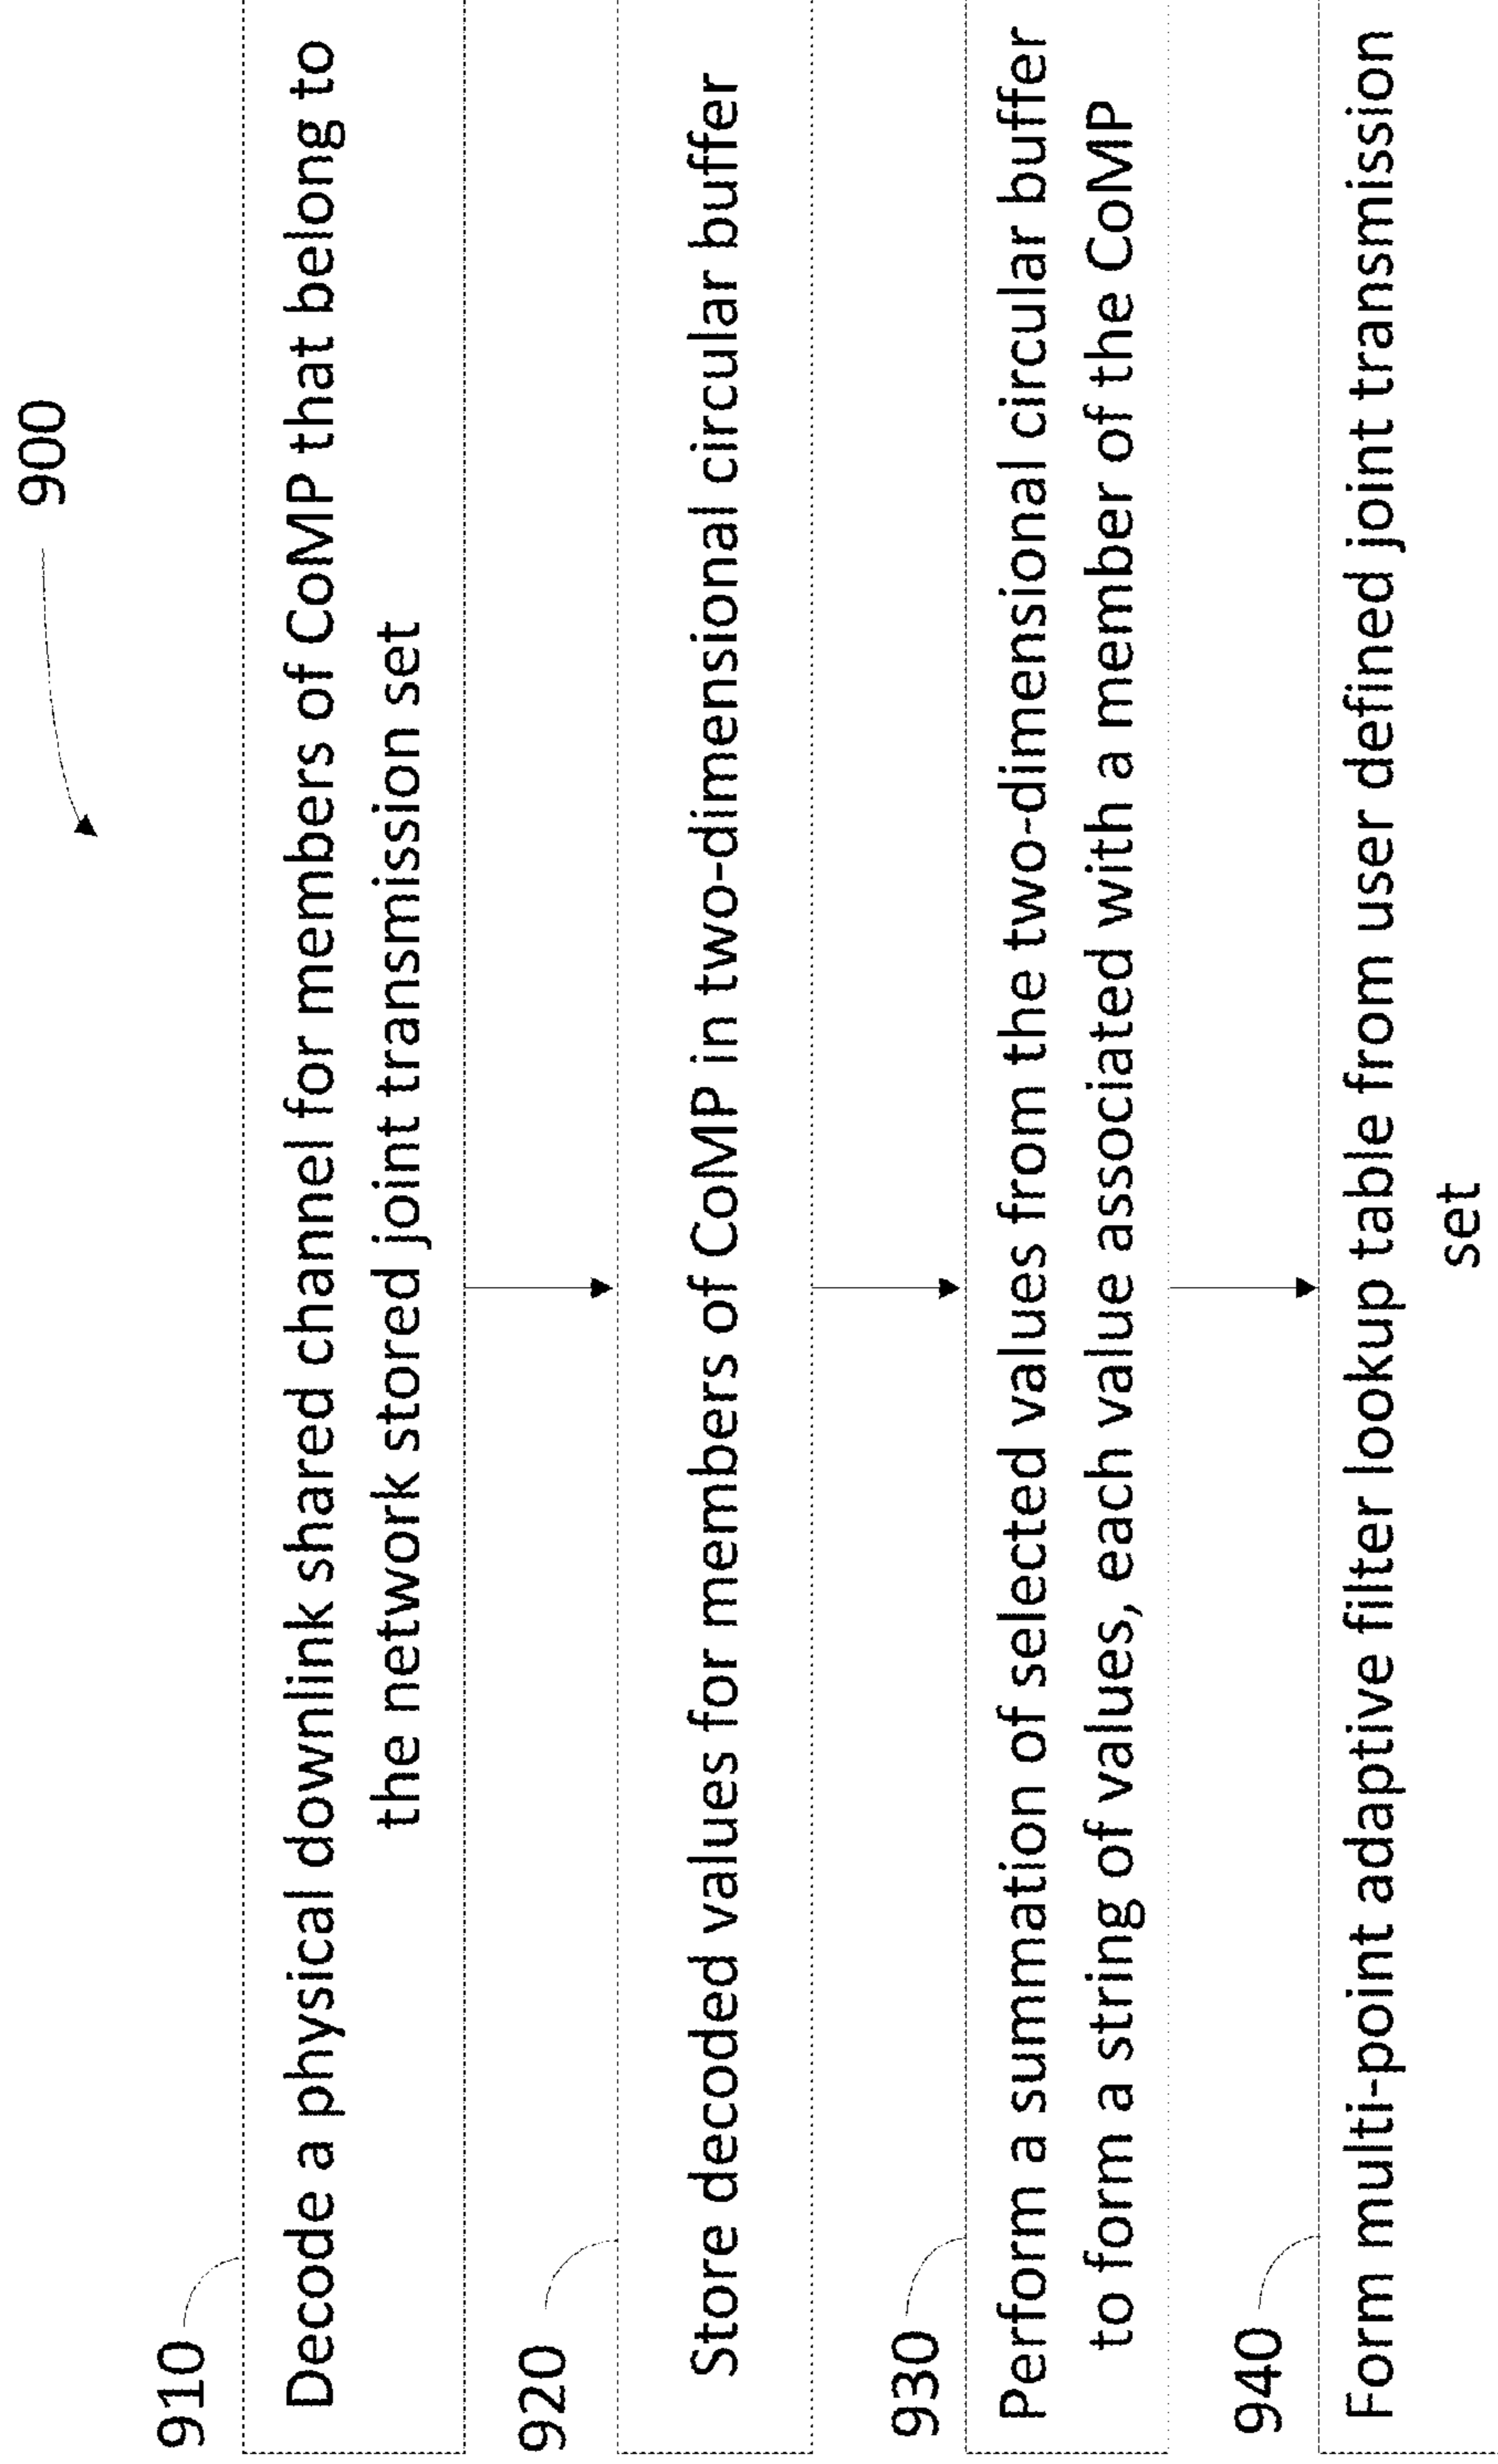 900
910
Decode a physical downlink shared channel for members of CoMP that belong to
the network stored joint transmission set
920
Store decoded values for members of CoMP in two-dimensional circular buffer
930
Perform a summation of selected values from the two-dimensional circular buffer
to form a string of values, each value associated with a member of the CoMP
940
Form multi-point adaptive filter lookup table from user defined joint transmission
set